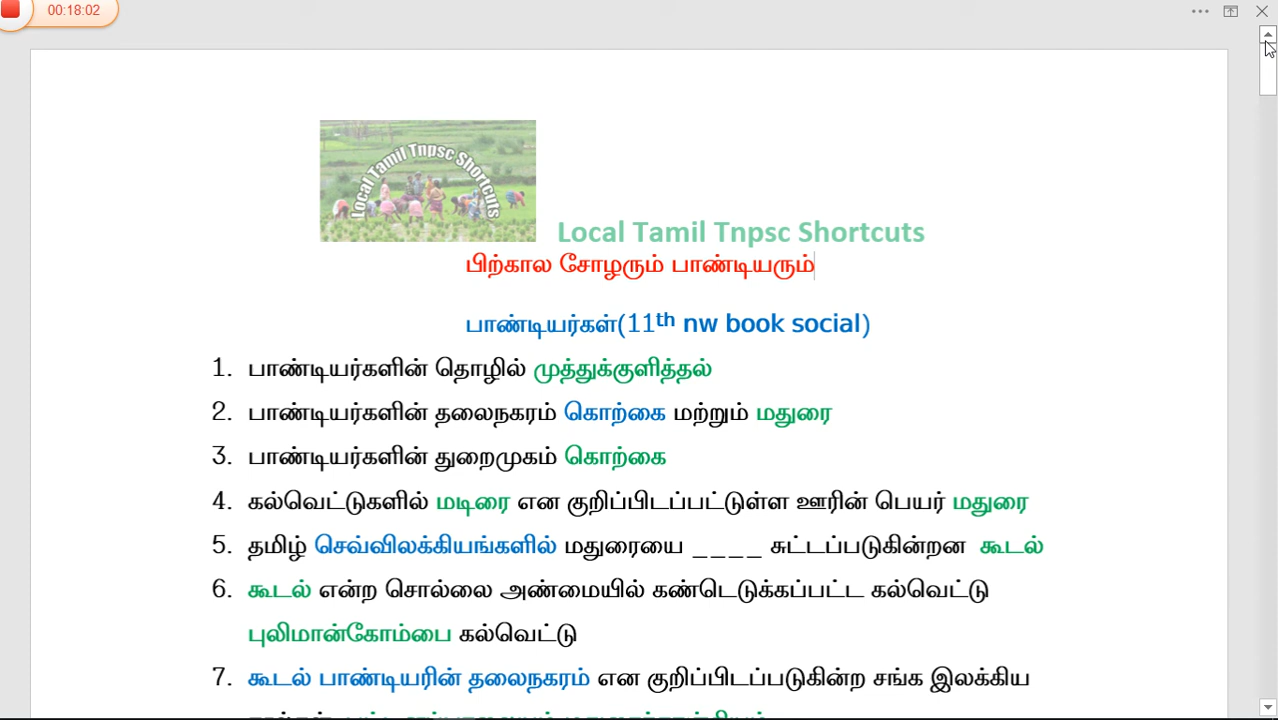 00:18:02
Local Tamil Tnpsc Shortcuts
Local Tamil Tnpsc Shortcuts
பிற்கால சோழரும் பாண்டியரும்
பாண்டியர்கள்(11th nw book social)
1. பாண்டியர்களின் தொழில் முத்துக்குளித்தல்
2. பாண்டியர்களின் தலைநகரம் கொற்கை மற்றும் மதுரை
3. பாண்டியர்களின் துறைமுகம் கொற்கை
4. கல்வெட்டுகளில் மடிரை என குறிப்பிடப்பட்டுள்ள ஊரின் பெயர் மதுரை
5. தமிழ் செவ்விலக்கியங்களில் மதுரையை ____ சுட்டப்படுகின்றன கூடல்
6. கூடல் என்ற சொல்லை அண்மையில் கண்டெடுக்கப்பட்ட கல்வெட்டு
புலிமான்கோம்பை கல்வெட்டு
7. கூடல் பாண்டியரின் தலைநகரம் என குறிப்பிடப்படுகின்ற சங்க இலக்கிய